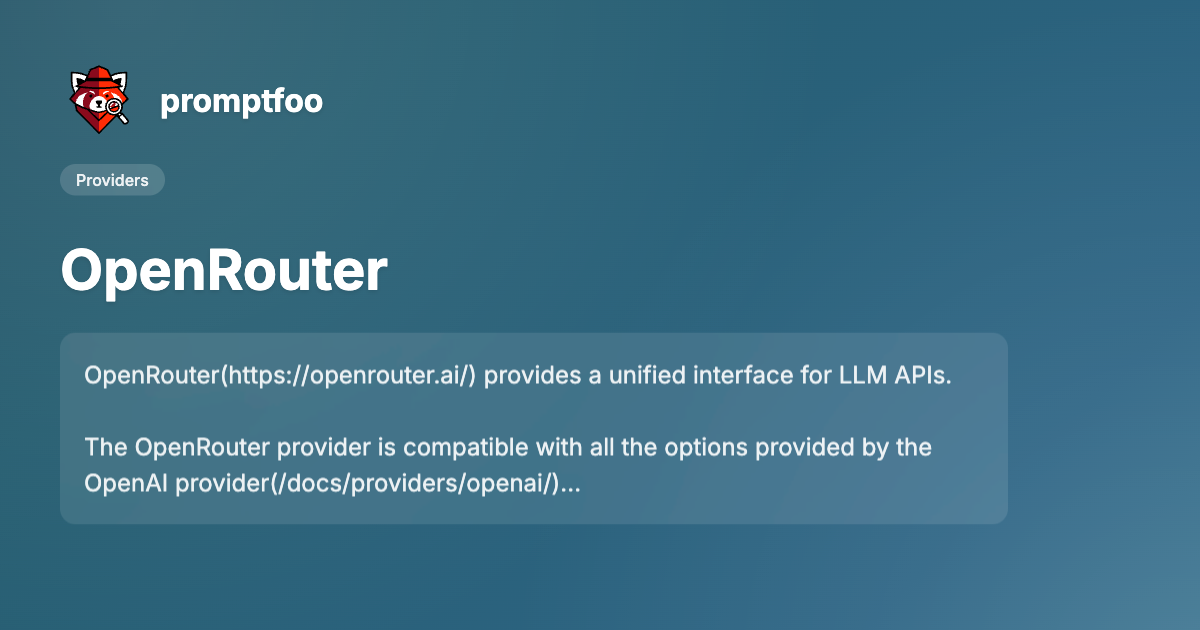 promptfoo
Providers
OpenRouter
OpenRouter(https://openrouter.ai/) provides a unified interface for LLM APIs.
The OpenRouter provider is compatible with all the options provided by the
OpenAI provider(/docs/providers/openai/)...